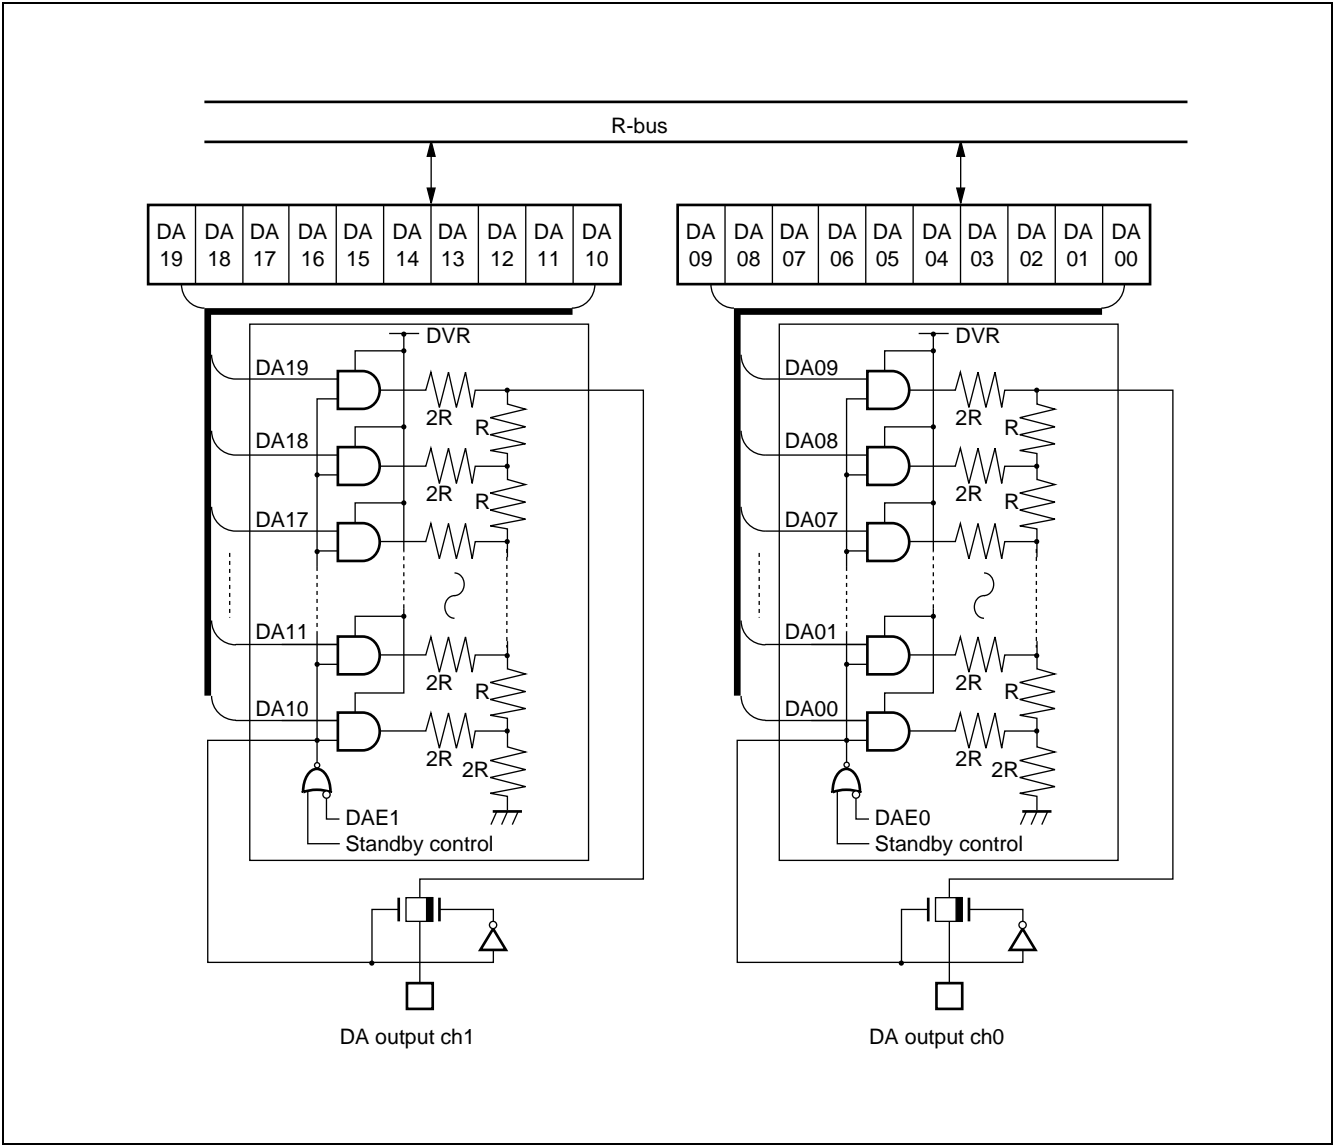 R-bus
DA 19 DA 18 DA 17 DA 16 DA 15 DA 14 DA 13 DA 12 DA 11 DA 10
DA 09 DA 08 DA 07 DA 06 DA 05 DA 04 DA 03 DA 02 DA 01 DA 00
DVR
DA19
2R
R
DA18
2R
R
DA17
DA11
2R
R
DA10
2R
2R
DAE1
Standby control
DA output ch1
DVR
DA09
2R
R
DA08
2R
R
DA07
DA01
2R
R
DA00
2R
2R
DAE0
Standby control
DA output ch0